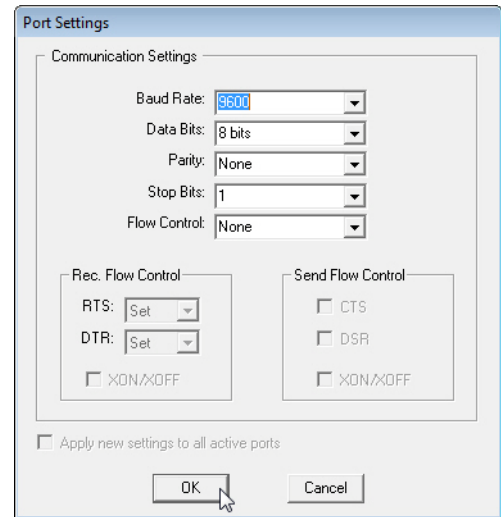 Port Settings
Communication Settings
Baud Rate: 9600
Data Bits: 8 bits
Parity: None
Stop Bits: 1
Flow Control: None
Rec. Flow Control
RTS: Set
DTR: Set
XON/XOFF
Send Flow Control
CTS
DSR
XON/XOFF
Apply new settings to all active ports
OK Cancel